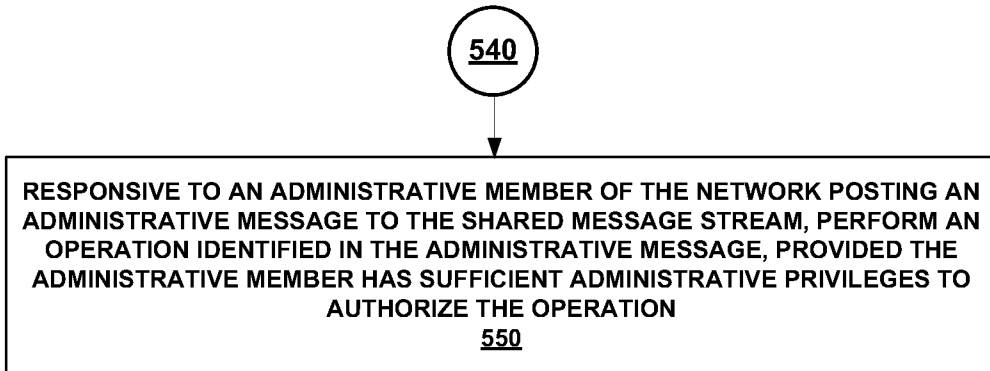 540
RESPONSIVE TO AN ADMINISTRATIVE MEMBER OF THE NETWORK POSTING AN
ADMINISTRATIVE MESSAGE TO THE SHARED MESSAGE STREAM, PERFORM AN
OPERATION IDENTIFIED IN THE ADMINISTRATIVE MESSAGE, PROVIDED THE
ADMINISTRATIVE MEMBER HAS SUFFICIENT ADMINISTRATIVE PRIVILEGES TO
AUTHORIZE THE OPERATION
550